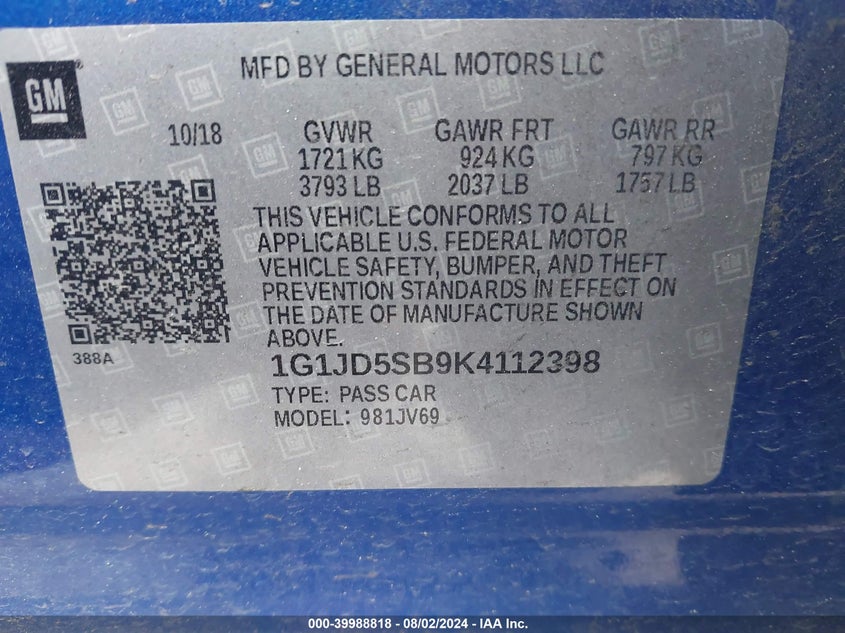 GM
MFD BY GENERAL MOTORS LLC
10/18 GVWR GAWR FRT GAWR RR
1721 KG 924 KG 797 KG
3793 LB 2037 LB 1757 LB
THIS VEHICLE CONFORMS TO ALL
APPLICABLE U.S. FEDERAL MOTOR
VEHICLE SAFETY, BUMPER, AND THEFT
PREVENTION STANDARDS IN EFFECT ON
THE DATE OF MANUFACTURE SHOWN
ABOVE.
388A
1G1JD5SB9K4112398
TYPE: PASS CAR
MODEL: 981JV69
000-39988818 - 08/02/2024 - IAA Inc.